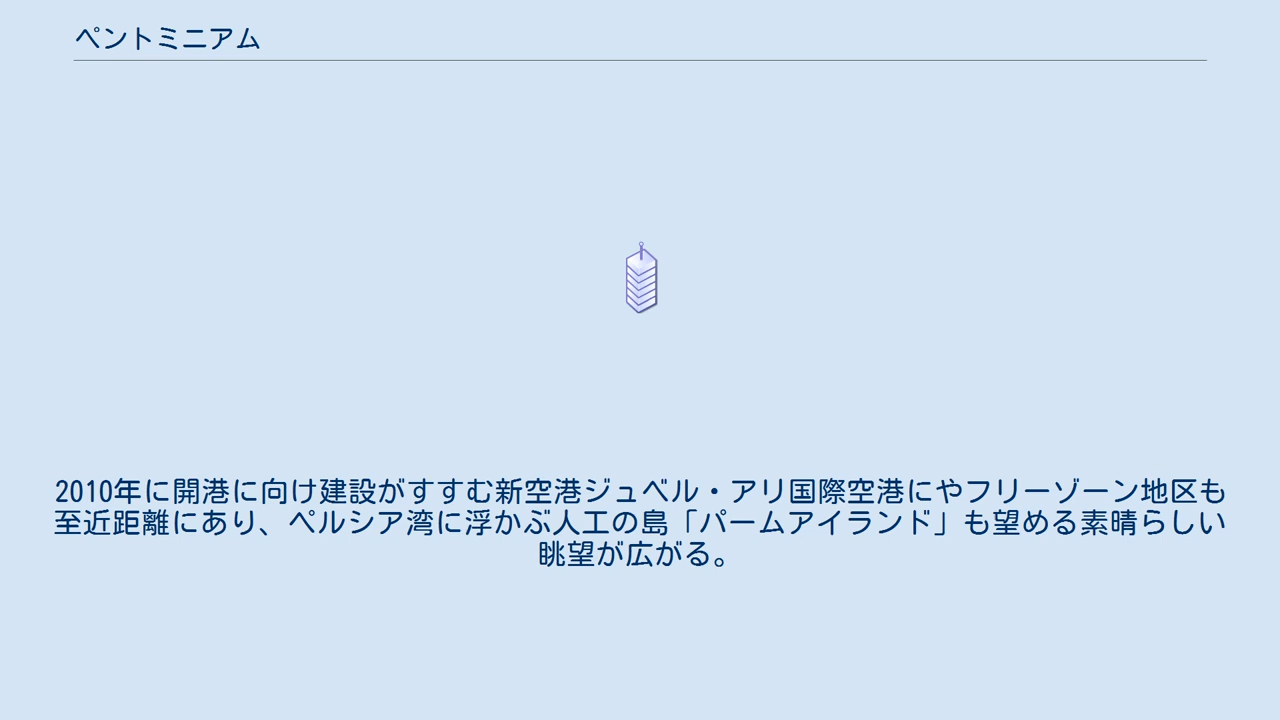 ペントミニアム
2010年に開港に向け建設がすすむ新空港ジュベル・アリ国際空港にやフリーゾーン地区も
至近距離にあり、ペルシア湾に浮かぶ人工の島「パームアイランド」も望める素晴らしい
眺望が広がる。